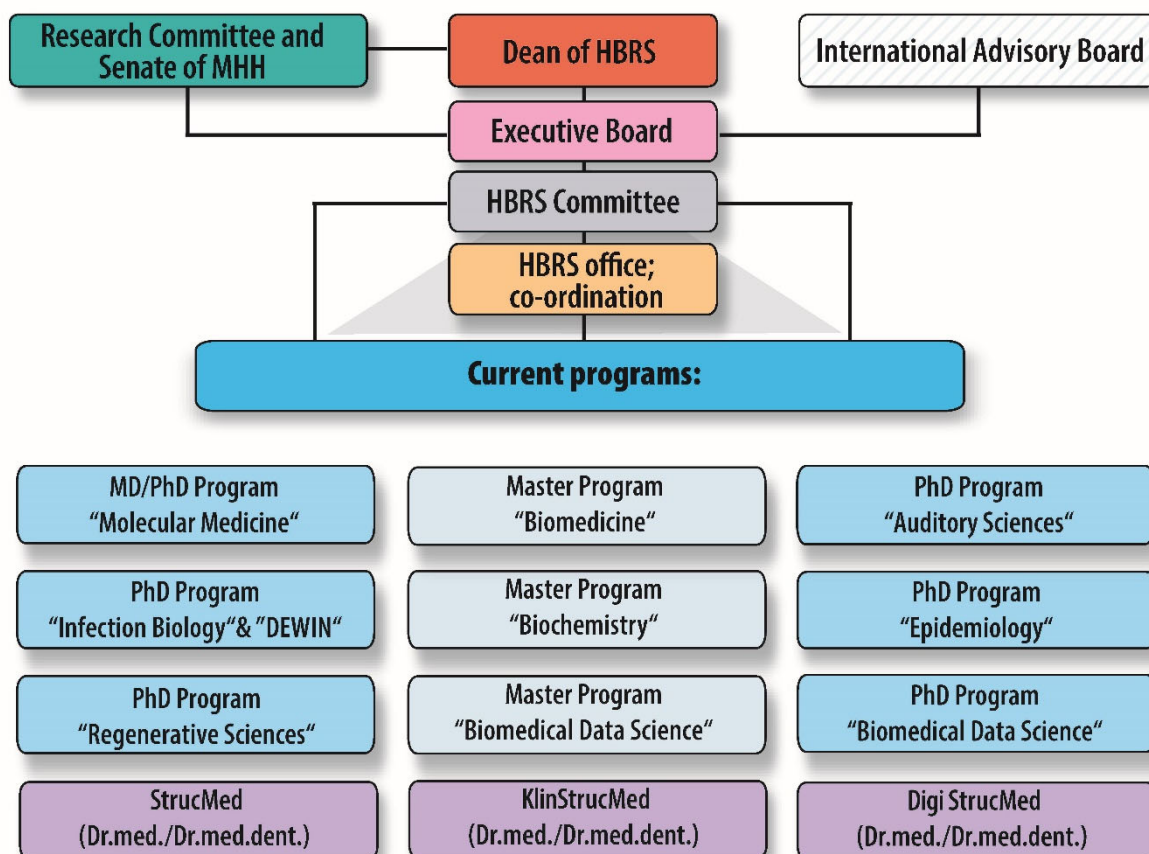 Research Committee and
Senate of MHH
Dean of HBRS
International Advisory Board
Executive Board
HBRS Committee
HBRS office;
co-ordination
Current programs:
MD/PhD Program
“Molecular Medicine“
Master Program
“Biomedicine“
PhD Program
“Auditory Sciences“
PhD Program
“Infection Biology“& ”DEWIN“
Master Program
“Biochemistry“
PhD Program
“Epidemiology“
PhD Program
“Regenerative Sciences“
Master Program
“Biomedical Data Science“
PhD Program
“Biomedical Data Science“
StrucMed
(Dr.med./Dr.med.dent.)
KlinStrucMed
(Dr.med./Dr.med.dent.)
Digi StrucMed
(Dr.med./Dr.med.dent.)